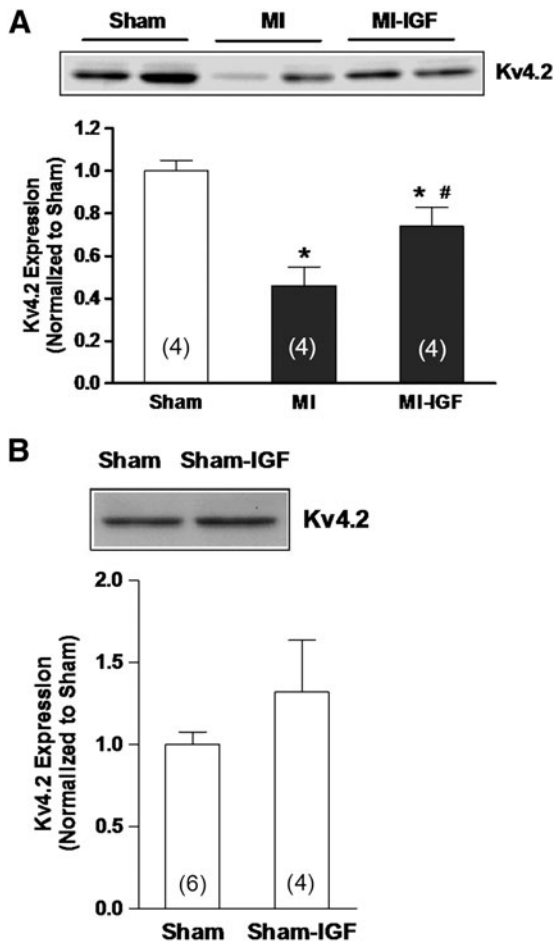 A
Sham MI MI-IGF
Kv4.2
Kv4.2 Expression
(Normalized to Sham)
1.2
1.0
0.8
0.6
0.4
0.2
0.0
*
* #
(4) (4) (4)
Sham MI MI-IGF
B
Sham Sham-IGF
Kv4.2
Kv4.2 Expression
(Normalized to Sham)
2.0
1.5
1.0
0.5
0.0
(6) (4)
Sham Sham-IGF